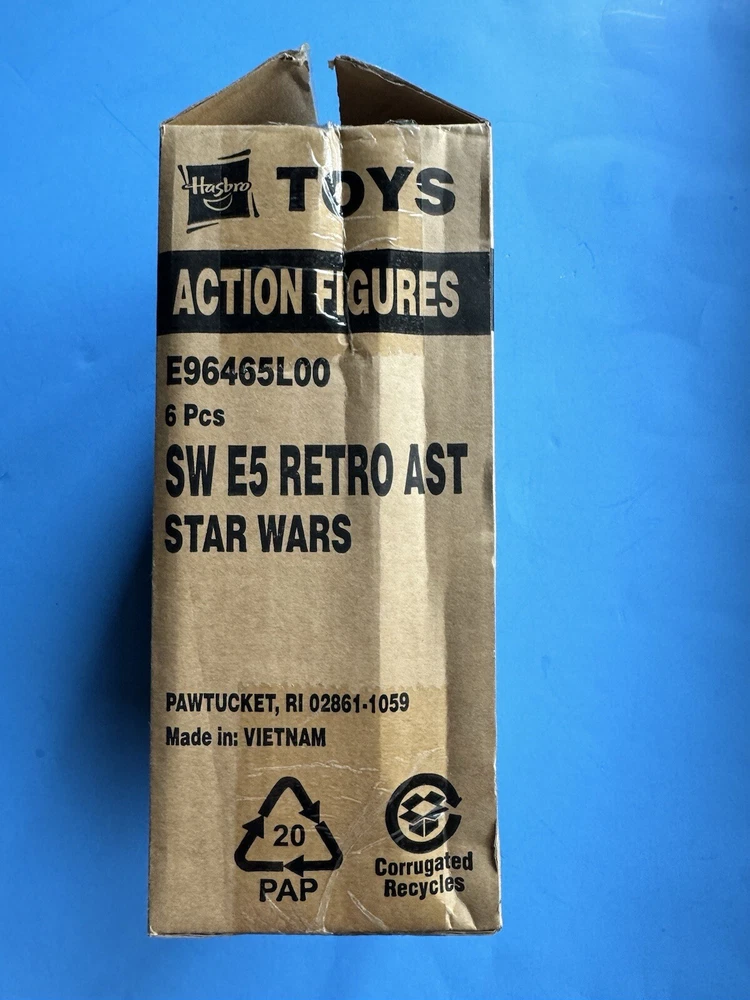 Hasbro TOYS
ACTION FIGURES
E96465L00
6 Pcs
SW E5 RETRO AST
STAR WARS
PAWTUCKET, RI 02861-1059
Made in: VIETNAM
20
PAP
Corrugated
Recycles